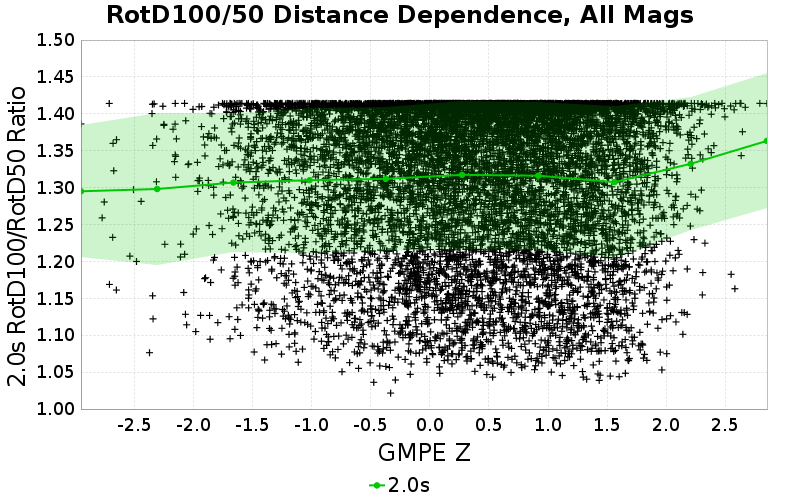 RotD100/50 Distance Dependence, All Mags
2.0s RotD100/RotD50 Ratio
1.50
1.45
1.40
1.35
1.30
1.25
1.20
1.15
1.10
1.05
1.00
-2.5 -2.0 -1.5 -1.0 -0.5 0.0 0.5 1.0 1.5 2.0 2.5
GMPE Z
2.0s